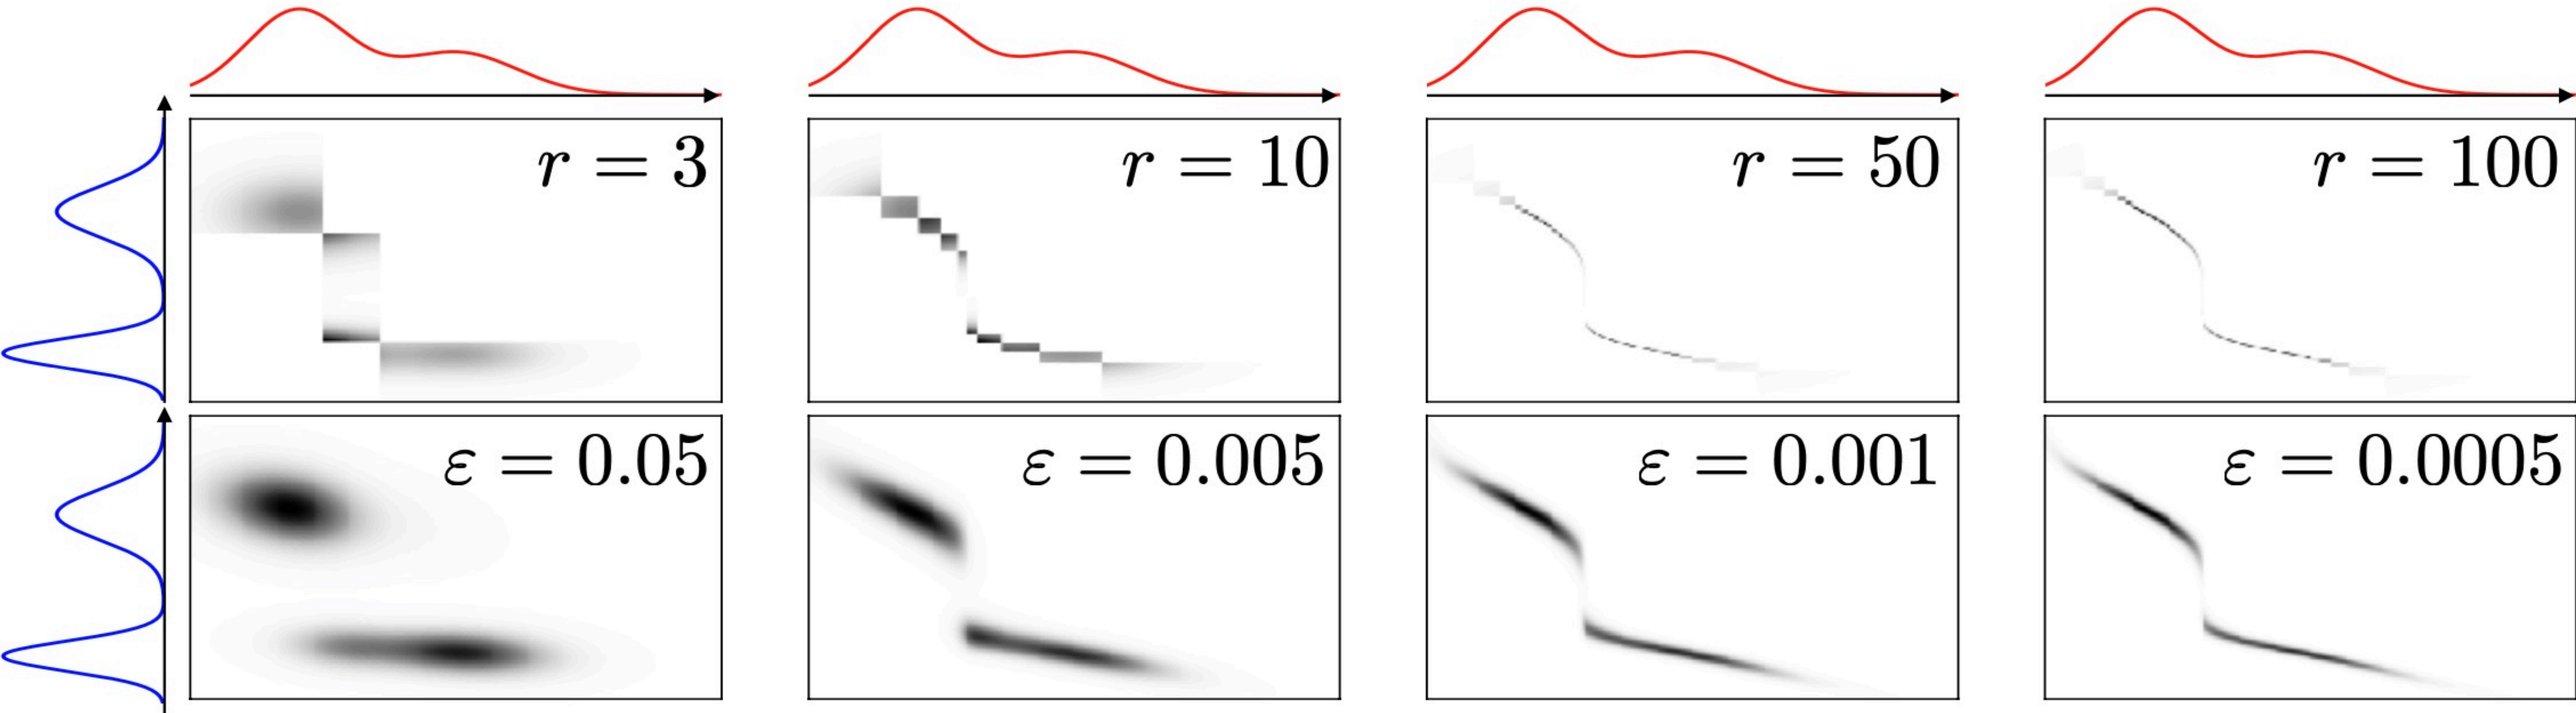 r = 3
r = 10
r = 50
r = 100
ε = 0.05
ε = 0.005
ε = 0.001
ε = 0.0005